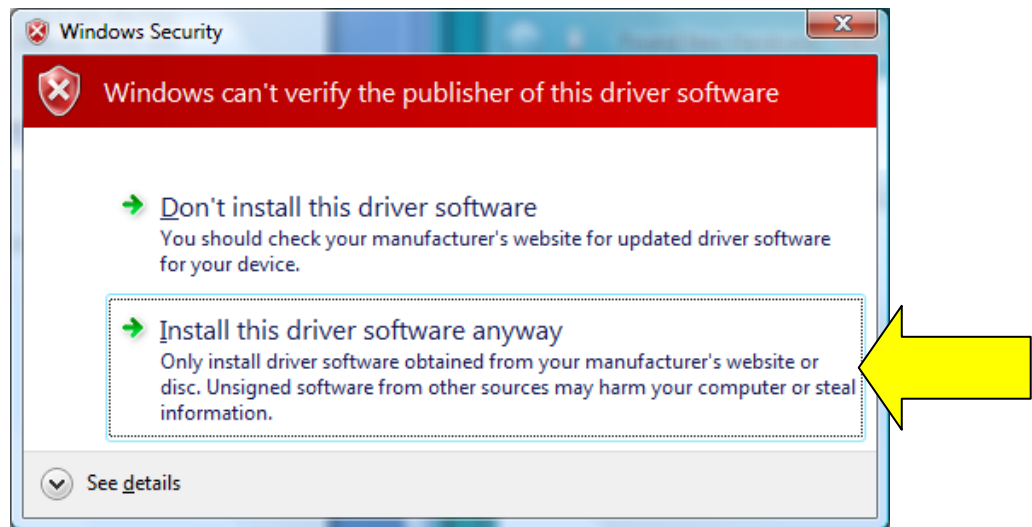 Windows Security
Windows can't verify the publisher of this driver software
Don't install this driver software
You should check your manufacturer's website for updated driver software
for your device.
Install this driver software anyway
Only install driver software obtained from your manufacturer's website or
disc. Unsigned software from other sources may harm your computer or steal
information.
See details